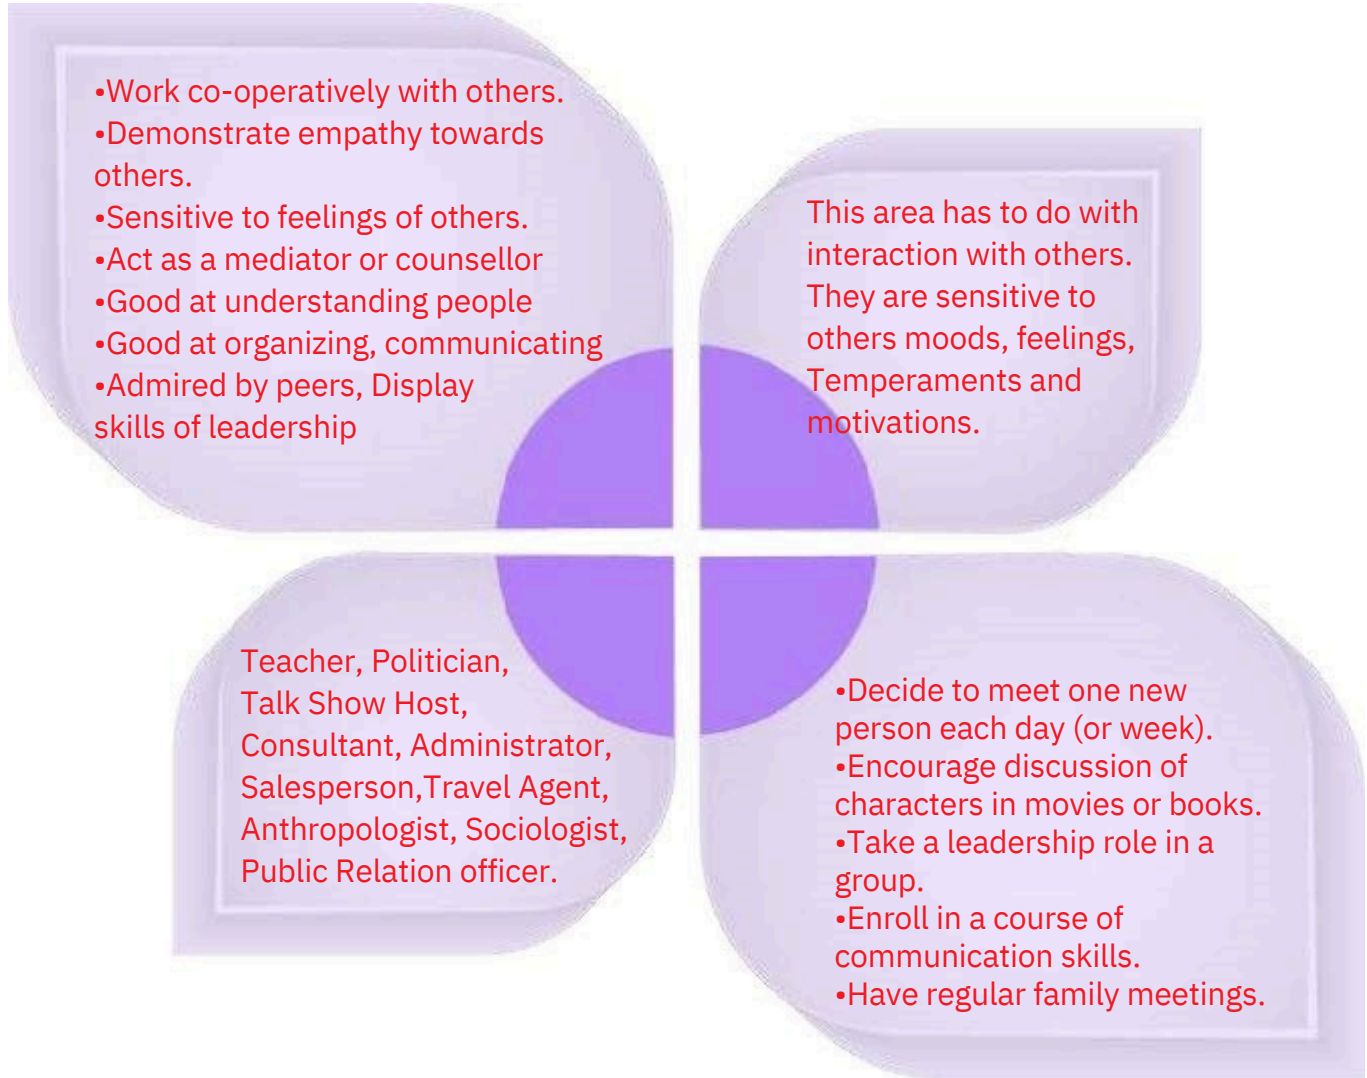 •Work co-operatively with others.
•Demonstrate empathy towards
others.
•Sensitive to feelings of others.
•Act as a mediator or counsellor
•Good at understanding people
•Good at organizing, communicating
•Admired by peers, Display
skills of leadership
This area has to do with
interaction with others.
They are sensitive to
others moods, feelings,
Temperaments and
motivations.
Teacher, Politician,
Talk Show Host,
Consultant, Administrator,
Salesperson,Travel Agent,
Anthropologist, Sociologist,
Public Relation officer.
•Decide to meet one new
person each day (or week).
•Encourage discussion of
characters in movies or books.
•Take a leadership role in a
group.
•Enroll in a course of
communication skills.
•Have regular family meetings.